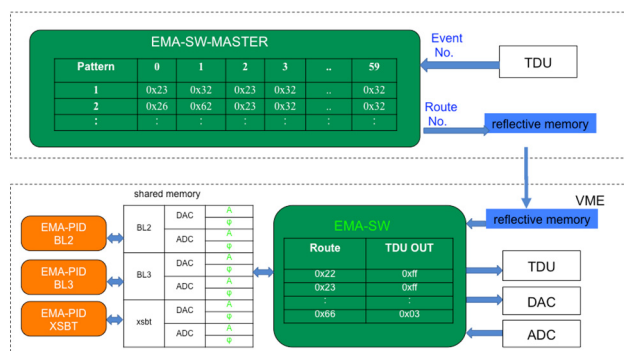 EMA-SW-MASTER
Pattern 0 1 2 3 .. 59
1 0x23 0x32 0x23 0x32 .. 0x32
2 0x26 0x62 0x23 0x32 .. 0x32
: : : : : : :
Event
No.
TDU
Route
No.
reflective memory
VME
reflective memory
shared memory
EMA-PID
BL2
EMA-PID
BL3
EMA-PID
XSBT
BL2
DAC
A
φ
ADC
A
φ
BL3
DAC
A
φ
ADC
A
φ
xsbt
DAC
A
φ
ADC
A
φ
EMA-SW
Route TDU OUT
0x22 0xff
0x23 0xff
: :
0x66 0x03
TDU
DAC
ADC